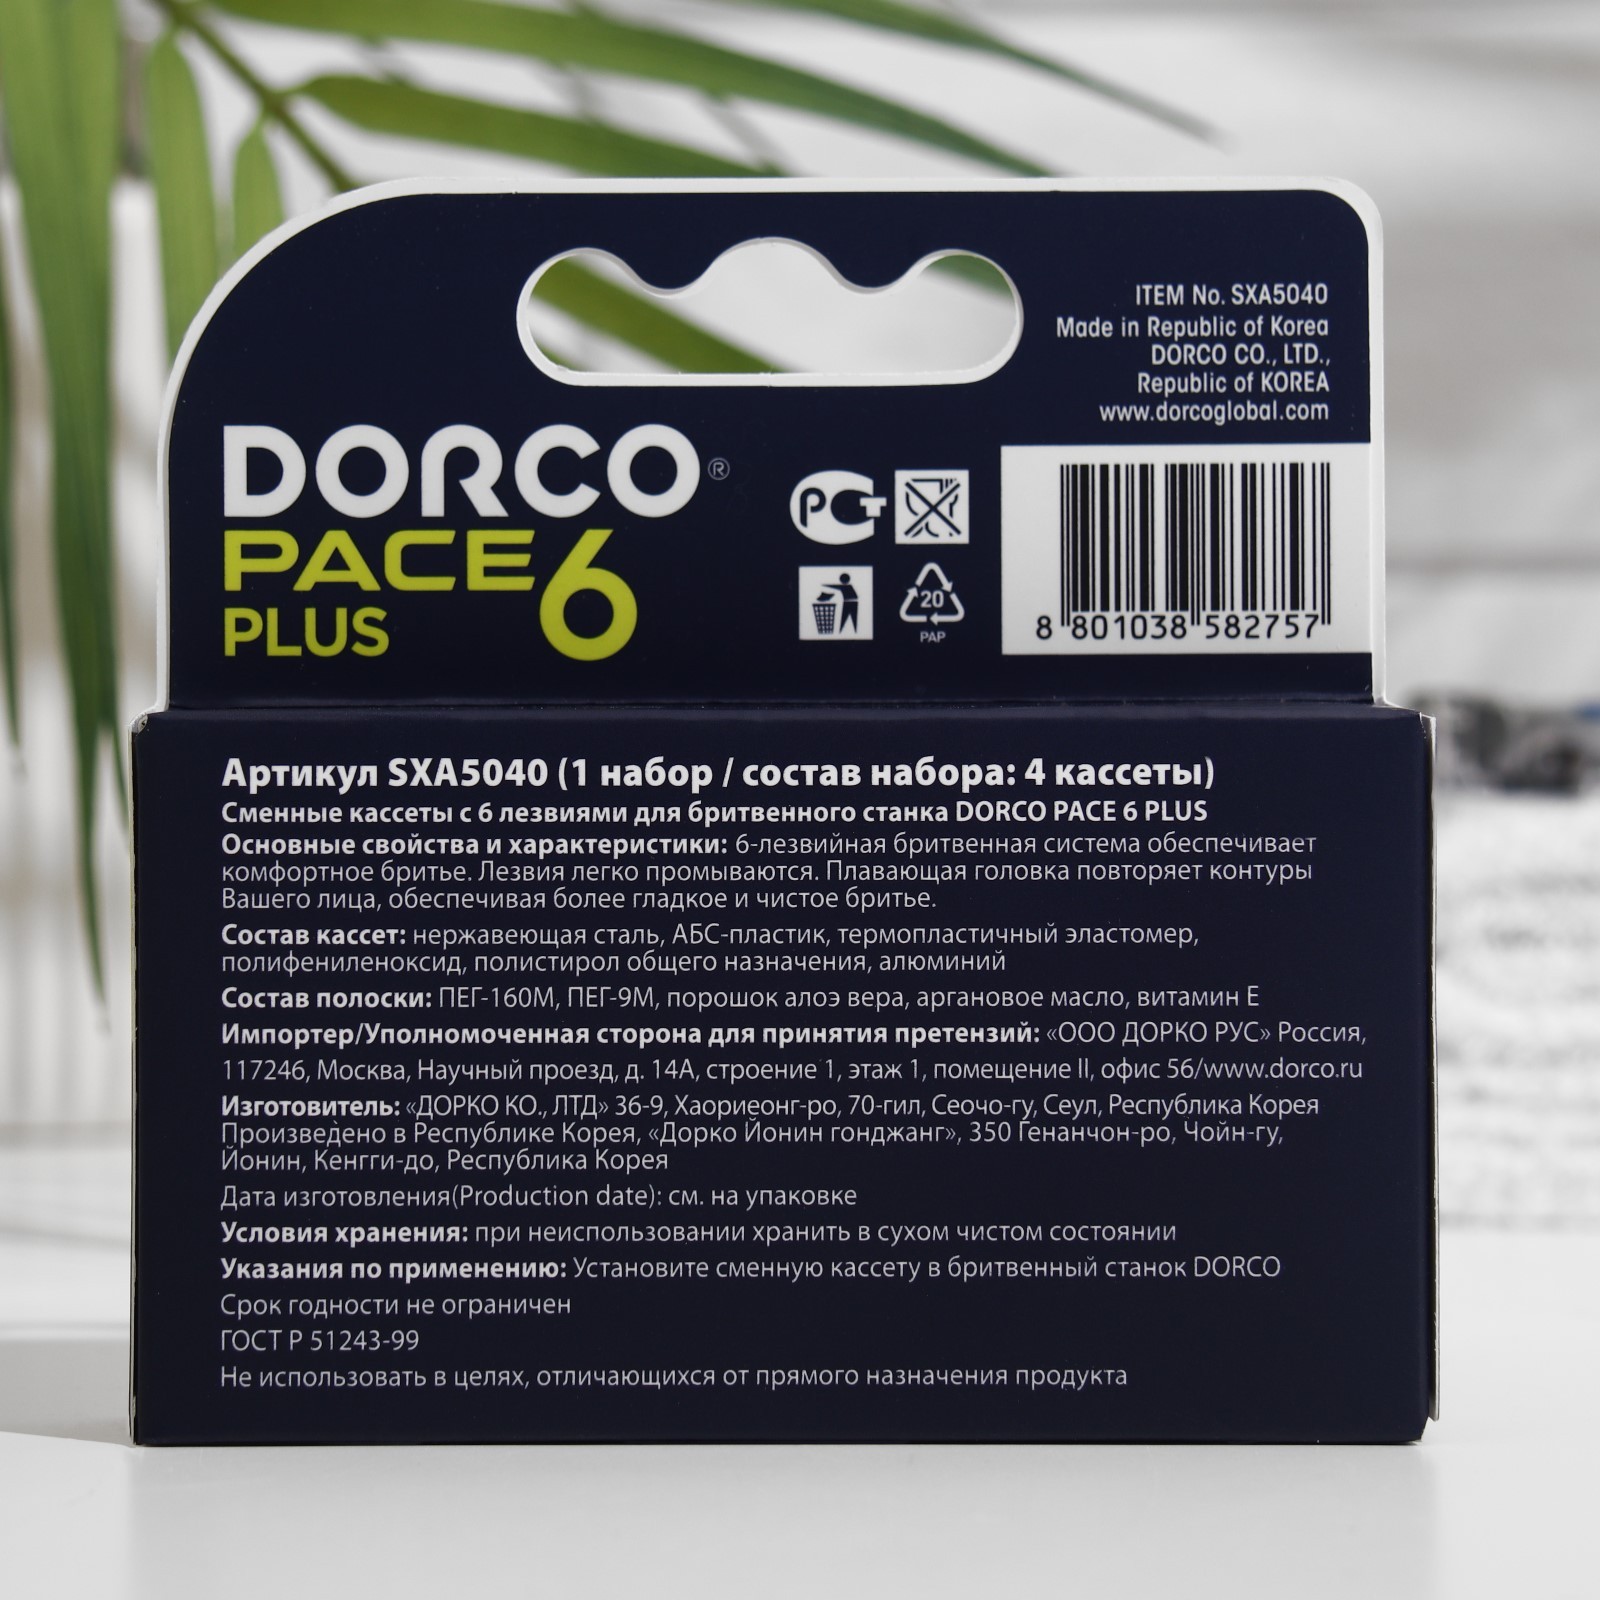 ITEM No. SXA5040
Made in Republic of Korea
DORCO CO., LTD.,
Republic of KOREA
www.dorcoglobal.com
DORCO®
PACE 6
PLUS
РСТ
20
PAP
8 801038 582757
Артикул SXA5040 (1 набор / состав набора: 4 кассеты)
Сменные кассеты с 6 лезвиями для бритвенного станка DORCO PACE 6 PLUS
Основные свойства и характеристики: 6-лезвийная бритвенная система обеспечивает
комфортное бритье. Лезвия легко промываются. Плавающая головка повторяет контуры
Вашего лица, обеспечивая более гладкое и чистое бритье.
Состав кассет: нержавеющая сталь, АБС-пластик, термопластичный эластомер,
полифениленоксид, полистирол общего назначения, алюминий
Состав полоски: ПЕГ-160М, ПЕГ-9М, порошок алоэ вера, аргановое масло, витамин Е
Импортер/Уполномоченная сторона для принятия претензий: «ООО ДОРКО РУС» Россия,
117246, Москва, Научный проезд, д. 14А, строение 1, этаж 1, помещение II, офис 56/www.dorco.ru
Изготовитель: «ДОРКО КО., ЛТД» 36-9, Хаориеонг-ро, 70-гил, Сеочо-гу, Сеул, Республика Корея
Произведено в Республике Корея, «Дорко Йонин гонджанг», 350 Генанчон-ро, Чойн-гу,
Йонин, Кенгги-до, Республика Корея
Дата изготовления(Production date): см. на упаковке
Условия хранения: при неиспользовании хранить в сухом чистом состоянии
Указания по применению: Установите сменную кассету в бритвенный станок DORCO
Срок годности не ограничен
ГОСТ Р 51243-99
Не использовать в целях, отличающихся от прямого назначения продукта